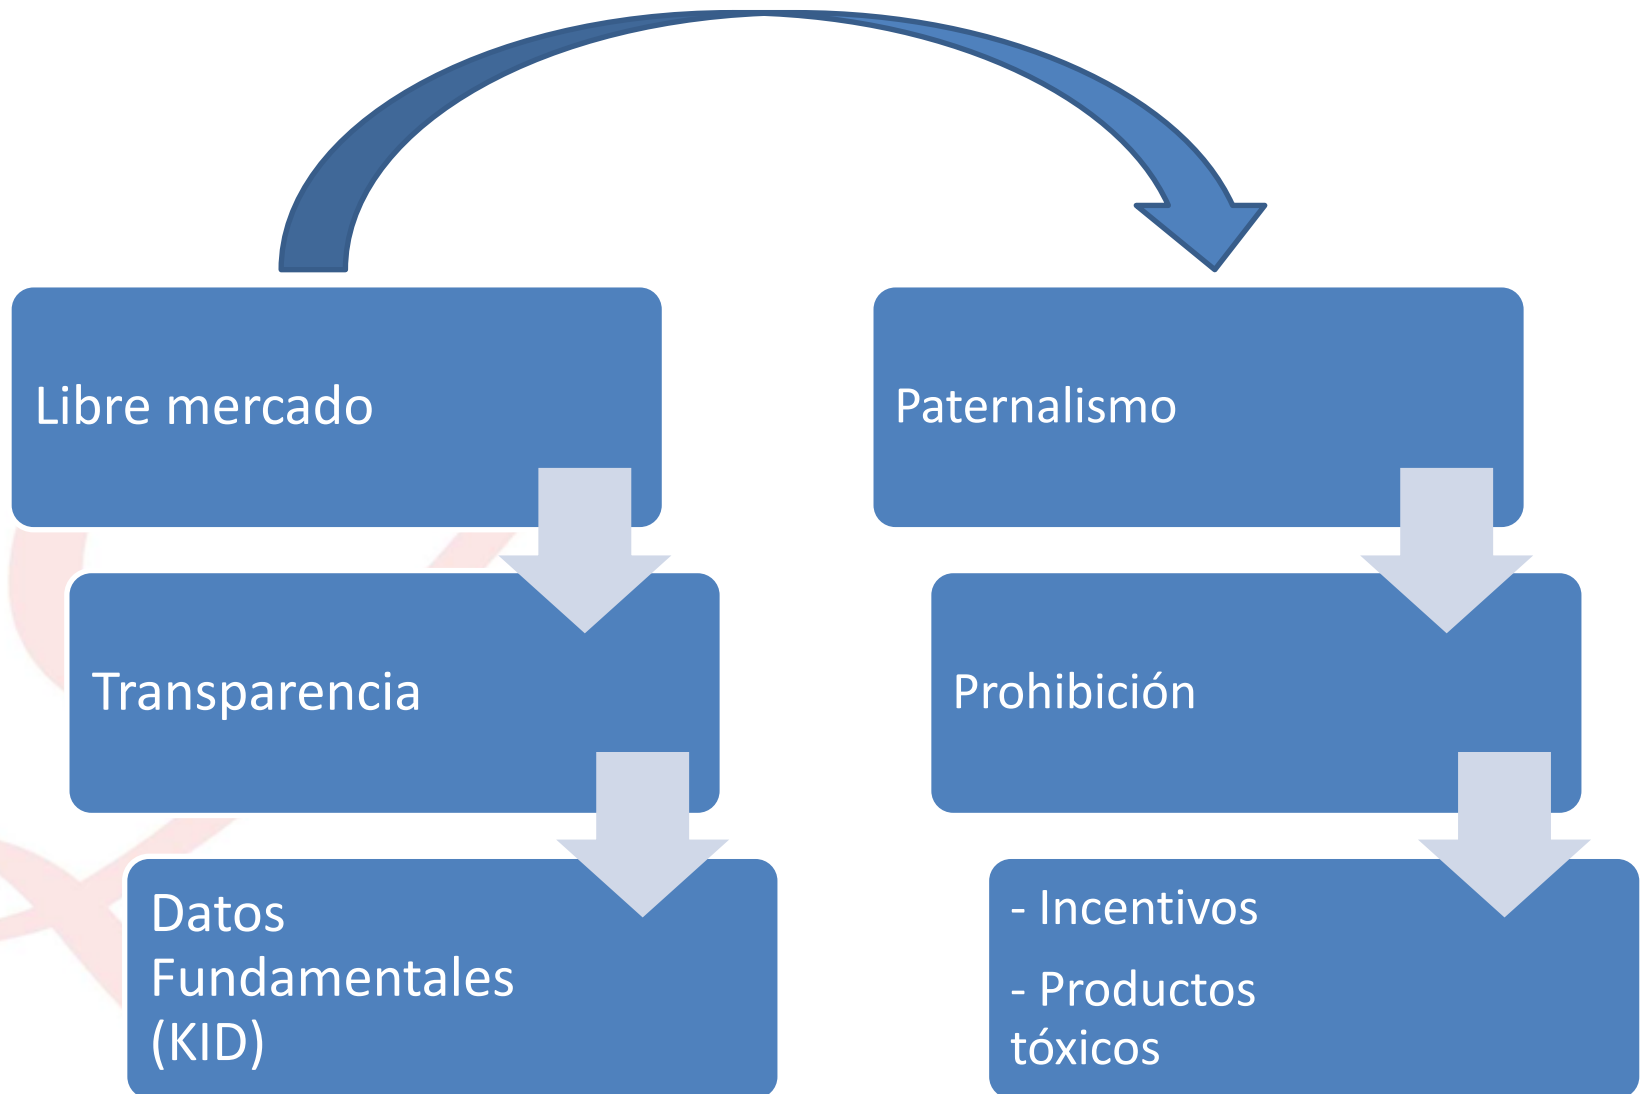 Libre mercado
Transparencia
Datos
Fundamentales
(KID)
Paternalismo
Prohibición
- Incentivos
- Productos
tóxicos